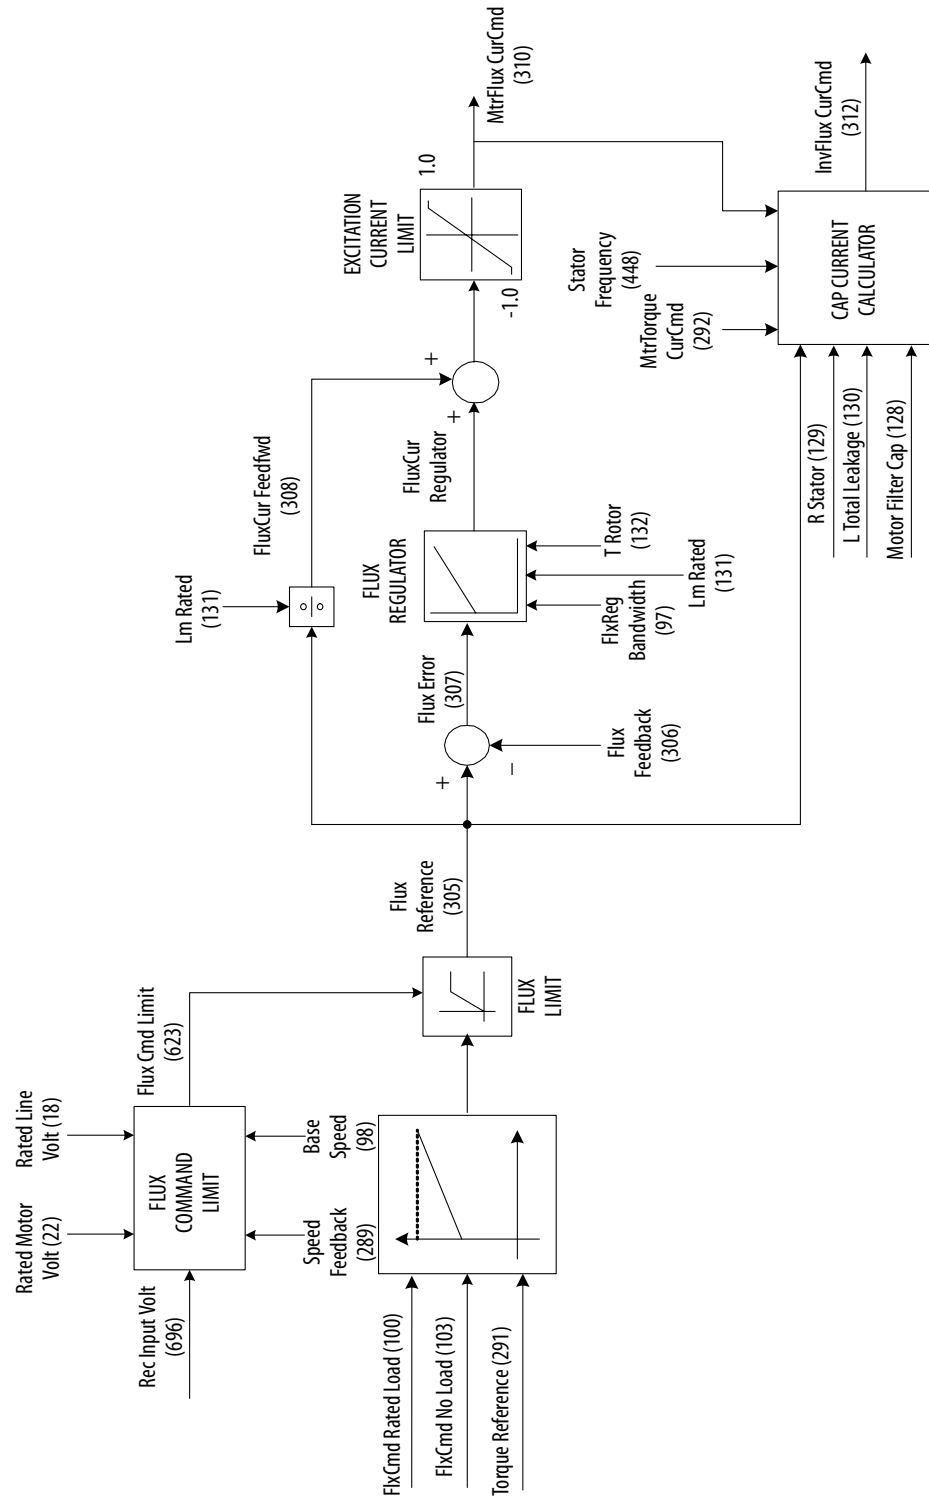 Rated Motor
Volt (22)
Rated Line
Volt (18)
Rec Input Volt
(696)
FLUX
COMMAND
LIMIT
Flux Cmd Limit
(623)
Speed
Feedback
(289)
Base
Speed
(98)
FlxCmd Rated Load (100)
FlxCmd No Load (103)
Torque Reference (291)
FLUX
LIMIT
Flux
Reference
(305)
Lm Rated
(131)
FluxCur Feedfwd
(308)
+
−
Flux Error
(307)
Flux
Feedback
(306)
FLUX
REGULATOR
FlxReg
Bandwidth
(97)
Lm Rated
(131)
T Rotor
(132)
FluxCur
Regulator
+
+
EXCITATION
CURRENT
LIMIT
-1.0
1.0
MtrFlux CurCmd
(310)
MtrTorque
CurCmd
(292)
Stator
Frequency
(448)
R Stator (129)
L Total Leakage (130)
Motor Filter Cap (128)
CAP CURRENT
CALCULATOR
InvFlux CurCmd
(312)